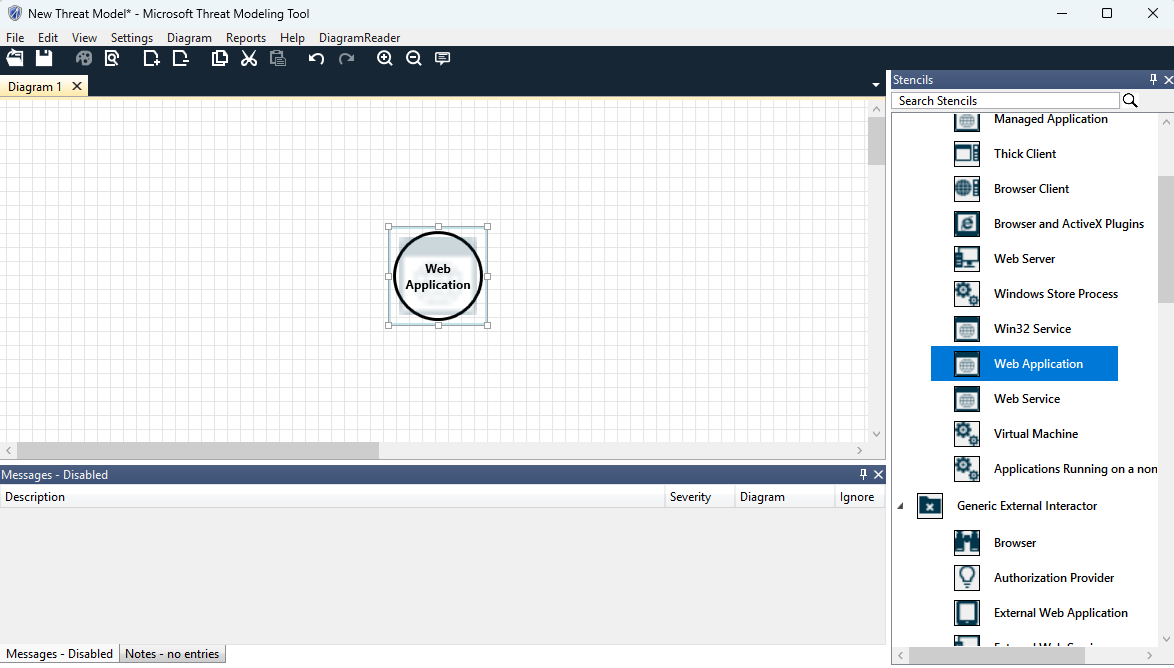 New Threat Model* - Microsoft Threat Modeling Tool
File Edit View Settings Diagram Reports Help DiagramReader
Diagram 1
Web
Application
Stencils
Search Stencils
Managed Application
Thick Client
Browser Client
Browser and ActiveX Plugins
Web Server
Windows Store Process
Win32 Service
Web Application
Web Service
Virtual Machine
Applications Running on a non
Generic External Interactor
Browser
Authorization Provider
External Web Application
Messages - Disabled
Description Severity Diagram Ignore
Messages - Disabled Notes - no entries